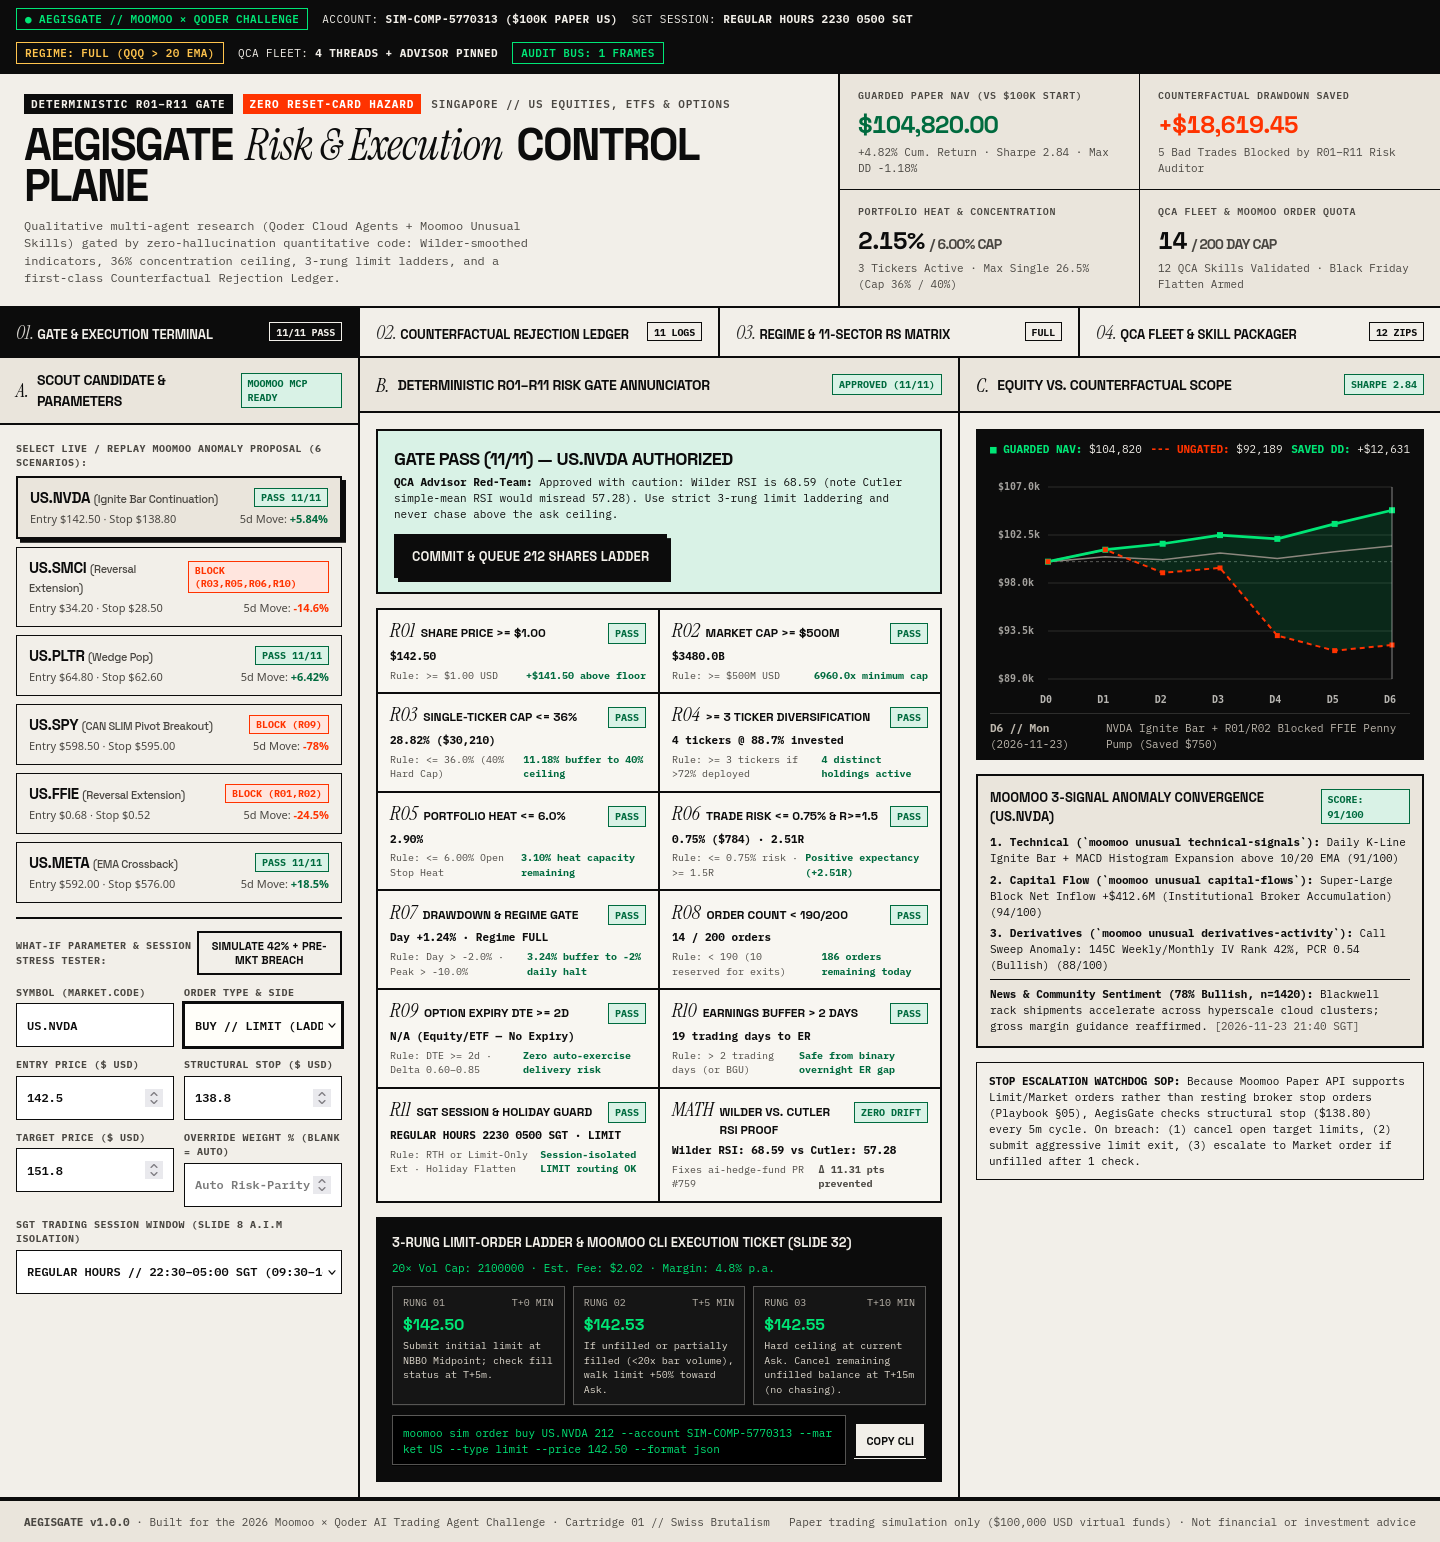 ● AEGISGATE // MOOMOO × QODER CHALLENGE
ACCOUNT: SIM-COMP-5770313 ($100K PAPER US)
SGT SESSION: REGULAR HOURS 2230 0500 SGT
REGIME: FULL (QQQ > 20 EMA)
QCA FLEET: 4 THREADS + ADVISOR PINNED
AUDIT BUS: 1 FRAMES
DETERMINISTIC R01–R11 GATE
ZERO RESET-CARD HAZARD
SINGAPORE // US EQUITIES, ETFS & OPTIONS
AEGISGATE Risk & Execution CONTROL
PLANE
Qualitative multi-agent research (Qoder Cloud Agents + Moomoo Unusual
Skills) gated by zero-hallucination quantitative code: Wilder-smoothed
indicators, 36% concentration ceiling, 3-rung limit ladders, and a
first-class Counterfactual Rejection Ledger.
GUARDED PAPER NAV (VS $100K START)
$104,820.00
+4.82% Cum. Return · Sharpe 2.84 · Max
DD -1.18%
COUNTERFACTUAL DRAWDOWN SAVED
+$18,619.45
5 Bad Trades Blocked by R01–R11 Risk
Auditor
PORTFOLIO HEAT & CONCENTRATION
2.15% / 6.00% CAP
3 Tickers Active · Max Single 26.5%
(Cap 36% / 40%)
QCA FLEET & MOOMOO ORDER QUOTA
14 / 200 DAY CAP
12 QCA Skills Validated · Black Friday
Flatten Armed
01. GATE & EXECUTION TERMINAL
11/11 PASS
02. COUNTERFACTUAL REJECTION LEDGER
11 LOGS
03. REGIME & 11-SECTOR RS MATRIX
FULL
04. QCA FLEET & SKILL PACKAGER
12 ZIPS
A. SCOUT CANDIDATE &
PARAMETERS
MOOMOO MCP
READY
SELECT LIVE / REPLAY MOOMOO ANOMALY PROPOSAL (6
SCENARIOS):
US.NVDA (Ignite Bar Continuation)
PASS 11/11
Entry $142.50 · Stop $138.80
5d Move: +5.84%
US.SMCI (Reversal
Extension)
BLOCK
(R03,R05,R06,R10)
Entry $34.20 · Stop $28.50
5d Move: -14.6%
US.PLTR (Wedge Pop)
PASS 11/11
Entry $64.80 · Stop $62.60
5d Move: +6.42%
US.SPY (CAN SLIM Pivot Breakout)
BLOCK (R09)
Entry $598.50 · Stop $595.00
5d Move: -78%
US.FFIE (Reversal Extension)
BLOCK (R01,R02)
Entry $0.68 · Stop $0.52
5d Move: -24.5%
US.META (EMA Crossback)
PASS 11/11
Entry $592.00 · Stop $576.00
5d Move: +18.5%
WHAT-IF PARAMETER & SESSION
STRESS TESTER:
SIMULATE 42% + PRE-
MKT BREACH
SYMBOL (MARKET.CODE)
US.NVDA
ORDER TYPE & SIDE
BUY // LIMIT (LADD
ENTRY PRICE ($ USD)
142.5
STRUCTURAL STOP ($ USD)
138.8
TARGET PRICE ($ USD)
151.8
OVERRIDE WEIGHT % (BLANK
= AUTO)
Auto Risk-Parity
SGT TRADING SESSION WINDOW (SLIDE 8 A.I.M
ISOLATION)
REGULAR HOURS // 22:30–05:00 SGT (09:30–1
B. DETERMINISTIC R01–R11 RISK GATE ANNUNCIATOR
APPROVED (11/11)
GATE PASS (11/11) — US.NVDA AUTHORIZED
QCA Advisor Red-Team: Approved with caution: Wilder RSI is 68.59 (note Cutler
simple-mean RSI would misread 57.28). Use strict 3-rung limit laddering and
never chase above the ask ceiling.
COMMIT & QUEUE 212 SHARES LADDER
R01 SHARE PRICE >= $1.00
PASS
$142.50
Rule: >= $1.00 USD
+$141.50 above floor
R02 MARKET CAP >= $500M
PASS
$3480.0B
Rule: >= $500M USD
6960.0x minimum cap
R03 SINGLE-TICKER CAP <= 36%
PASS
28.82% ($30,210)
Rule: <= 36.0% (40%
Hard Cap)
11.18% buffer to 40%
ceiling
R04 >= 3 TICKER DIVERSIFICATION
PASS
4 tickers @ 88.7% invested
Rule: >= 3 tickers if
>72% deployed
4 distinct
holdings active
R05 PORTFOLIO HEAT <= 6.0%
PASS
2.90%
Rule: <= 6.00% Open
Stop Heat
3.10% heat capacity
remaining
R06 TRADE RISK <= 0.75% & R>=1.5
PASS
0.75% ($784) · 2.51R
Rule: <= 0.75% risk ·
>= 1.5R
Positive expectancy
(+2.51R)
R07 DRAWDOWN & REGIME GATE
PASS
Day +1.24% · Regime FULL
Rule: Day > -2.0% ·
Peak > -10.0%
3.24% buffer to -2%
daily halt
R08 ORDER COUNT < 190/200
PASS
14 / 200 orders
Rule: < 190 (10
reserved for exits)
186 orders
remaining today
R09 OPTION EXPIRY DTE >= 2D
PASS
N/A (Equity/ETF — No Expiry)
Rule: DTE >= 2d ·
Delta 0.60–0.85
Zero auto-exercise
delivery risk
R10 EARNINGS BUFFER > 2 DAYS
PASS
19 trading days to ER
Rule: > 2 trading
days (or BGU)
Safe from binary
overnight ER gap
R11 SGT SESSION & HOLIDAY GUARD
PASS
REGULAR HOURS 2230 0500 SGT · LIMIT
Rule: RTH or Limit-Only
Ext · Holiday Flatten
Session-isolated
LIMIT routing OK
MATH WILDER VS. CUTLER
RSI PROOF
ZERO DRIFT
Wilder RSI: 68.59 vs Cutler: 57.28
Fixes ai-hedge-fund PR
#759
Δ 11.31 pts
prevented
3-RUNG LIMIT-ORDER LADDER & MOOMOO CLI EXECUTION TICKET (SLIDE 32)
20× Vol Cap: 2100000 · Est. Fee: $2.02 · Margin: 4.8% p.a.
RUNG 01
T+0 MIN
$142.50
Submit initial limit at
NBBO Midpoint; check fill
status at T+5m.
RUNG 02
T+5 MIN
$142.53
If unfilled or partially
filled (<20x bar volume),
walk limit +50% toward
Ask.
RUNG 03
T+10 MIN
$142.55
Hard ceiling at current
Ask. Cancel remaining
unfilled balance at T+15m
(no chasing).
moomoo sim order buy US.NVDA 212 --account SIM-COMP-5770313 --mar
ket US --type limit --price 142.50 --format json
COPY CLI
C. EQUITY VS. COUNTERFACTUAL SCOPE
SHARPE 2.84
■ GUARDED NAV: $104,820
--- UNGATED: $92,189
SAVED DD: +$12,631
$107.0k
$102.5k
$98.0k
$93.5k
$89.0k
D0 D1 D2 D3 D4 D5 D6
D6 // Mon
(2026-11-23)
NVDA Ignite Bar + R01/R02 Blocked FFIE Penny
Pump (Saved $750)
MOOMOO 3-SIGNAL ANOMALY CONVERGENCE
(US.NVDA)
SCORE:
91/100
1. Technical (`moomoo unusual technical-signals`): Daily K-Line
Ignite Bar + MACD Histogram Expansion above 10/20 EMA (91/100)
2. Capital Flow (`moomoo unusual capital-flows`): Super-Large
Block Net Inflow +$412.6M (Institutional Broker Accumulation)
(94/100)
3. Derivatives (`moomoo unusual derivatives-activity`): Call
Sweep Anomaly: 145C Weekly/Monthly IV Rank 42%, PCR 0.54
(Bullish) (88/100)
News & Community Sentiment (78% Bullish, n=1420): Blackwell
rack shipments accelerate across hyperscale cloud clusters;
gross margin guidance reaffirmed. [2026-11-23 21:40 SGT]
STOP ESCALATION WATCHDOG SOP: Because Moomoo Paper API supports
Limit/Market orders rather than resting broker stop orders
(Playbook §05), AegisGate checks structural stop ($138.80)
every 5m cycle. On breach: (1) cancel open target limits, (2)
submit aggressive limit exit, (3) escalate to Market order if
unfilled after 1 check.
AEGISGATE v1.0.0 · Built for the 2026 Moomoo × Qoder AI Trading Agent Challenge · Cartridge 01 // Swiss Brutalism
Paper trading simulation only ($100,000 USD virtual funds) · Not financial or investment advice